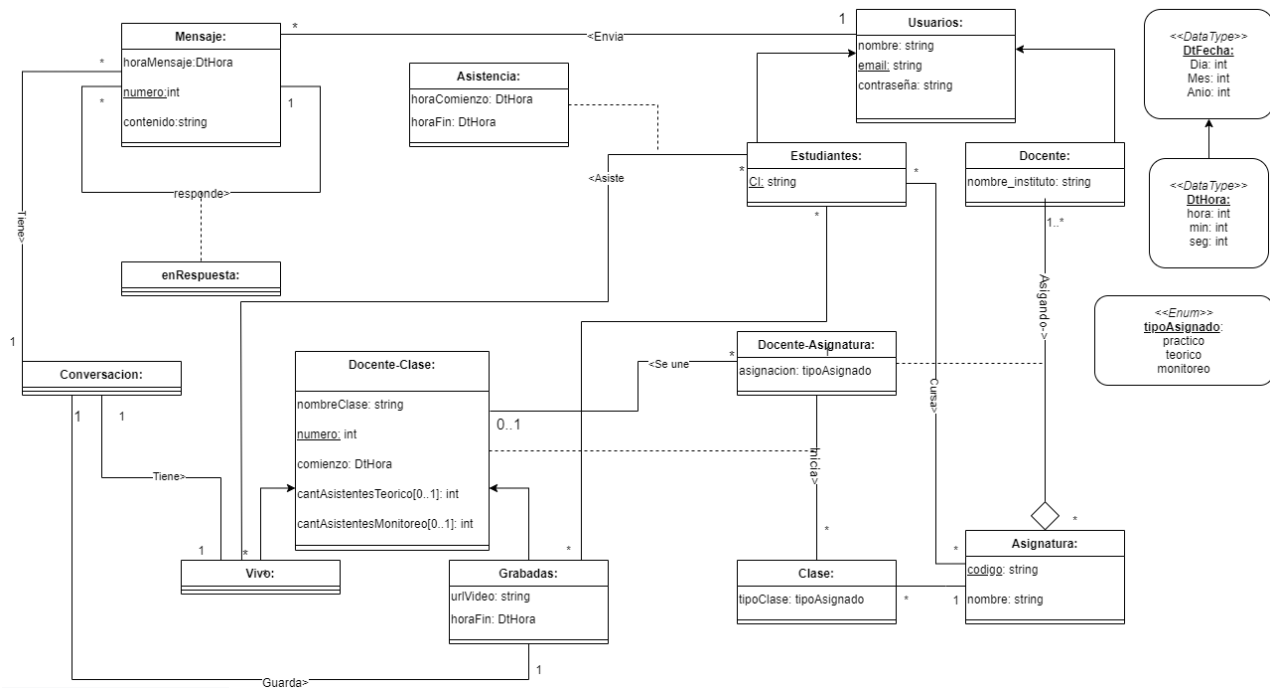 Mensaje:
horaMensaje:DtHora
numero:int
contenido:string
*
<Envia
1
Usuarios:
nombre: string
email: string
contraseña: string
<<DataType>>
DtFecha:
Dia: int
Mes: int
Anio: int
Asistencia:
horaComienzo: DtHora
horaFin: DtHora
*
*
1
responde>
Tiene>
1
enRespuesta:
<Asiste
*
Estudiantes:
CI: string
*
*
Docente:
nombre_instituto: string
1..*
Asigando->
<<DataType>>
DtHora:
hora: int
min: int
seg: int
<<Enum>>
tipoAsignado:
practico
teorico
monitoreo
Conversacion:
1
1
Tiene>
1
Docente-Clase:
nombreClase: string
numero: int
comienzo: DtHora
cantAsistentesTeorico[0..1]: int
cantAsistentesMonitoreo[0..1]: int
0..1
<Se une
*
Docente-Asignatura:
asignacion: tipoAsignado
Inicia>
*
Cursa>
*
*
Vivo:
*
*
Grabadas:
urlVideo: string
horaFin: DtHora
1
Guarda>
Clase:
tipoClase: tipoAsignado
*
1
Asignatura:
codigo: string
nombre: string